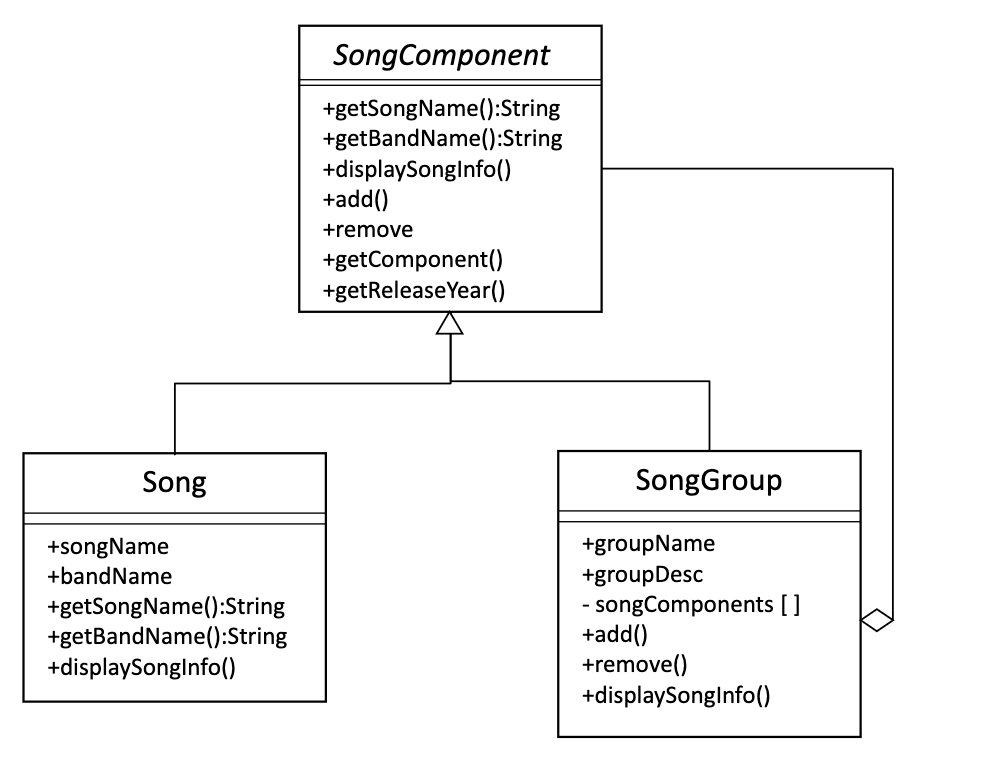 SongComponent
+getSongName():String
+getBandName():String
+displaySongInfo()
+add()
+remove
+getComponent()
+getReleaseYear()
Song
+songName
+bandName
+getSongName():String
+getBandName():String
+displaySongInfo()
SongGroup
+groupName
+groupDesc
- songComponents [ ]
+add()
+remove()
+displaySongInfo()